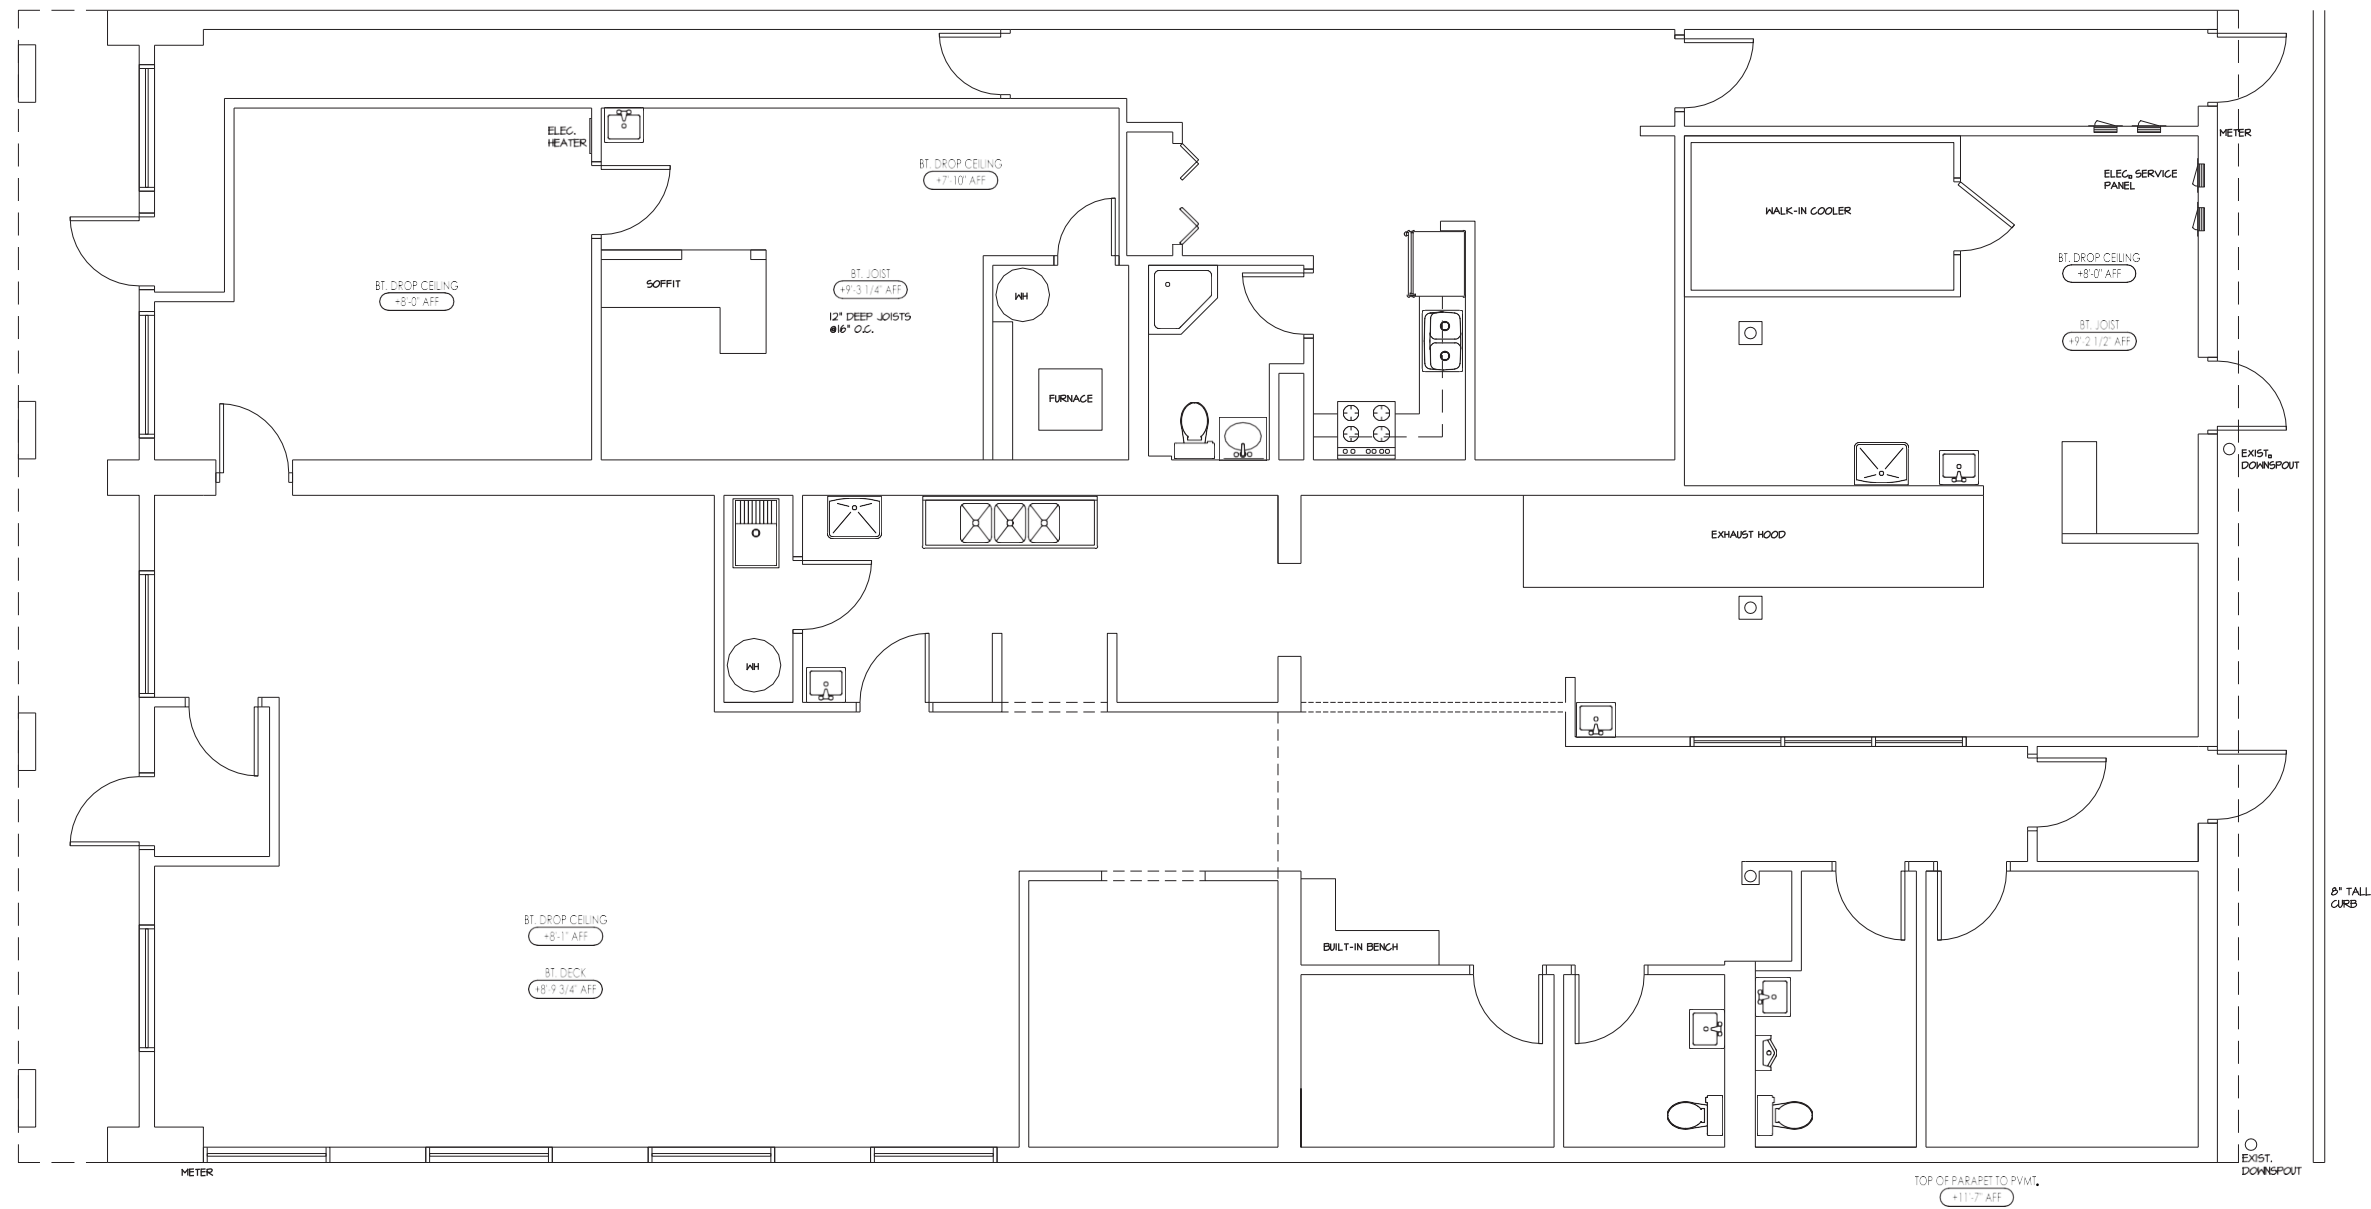 ELEC.
HEATER
BT. DROP CEILING
+7'-10" AFF
METER
ELEC. SERVICE
PANEL
WALK-IN COOLER
BT. DROP CEILING
+8'-0" AFF
BT. DROP CEILING
+8'-0" AFF
SOFFIT
BT. JOIST
+9'-3 1/4" AFF
12" DEEP JOISTS
@16" O.C.
WH
BT. JOIST
+9'-2 1/2" AFF
FURNACE
EXIST.
DOWNSPOUT
EXHAUST HOOD
WH
8" TALL
CURB
BT. DROP CEILING
+8'-1" AFF
BUILT-IN BENCH
BT. DECK
+8'-9 3/4" AFF
METER
EXIST.
DOWNSPOUT
TOP OF PARAPET TO PVMT.
+11'-7" AFF